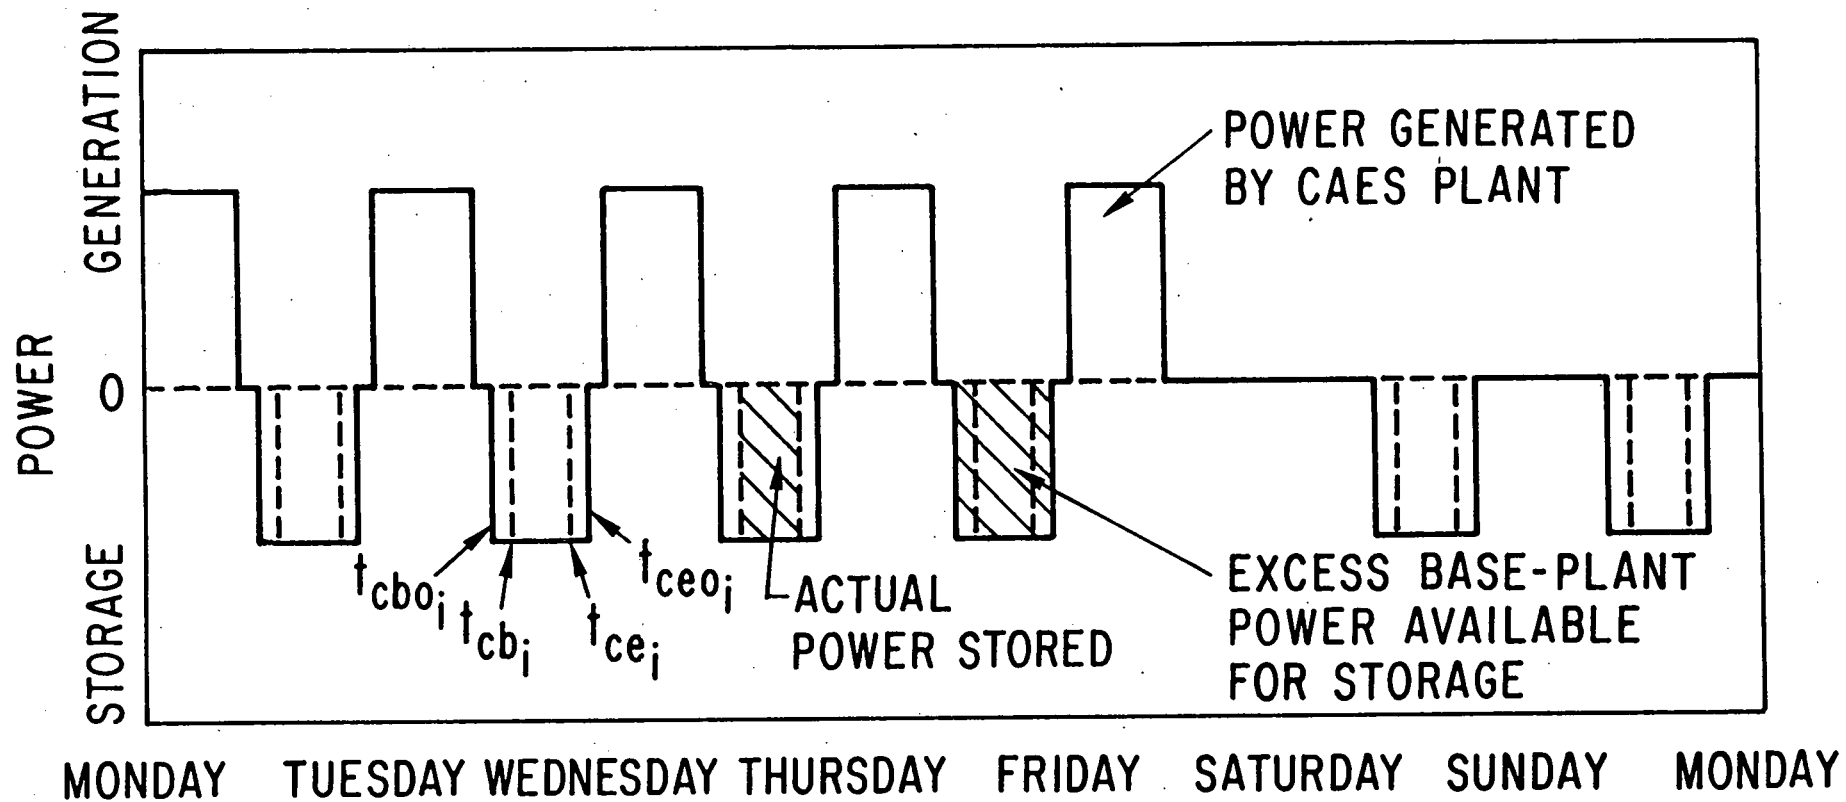 GENERATION
POWER
0
STORAGE
POWER GENERATED
BY CAES PLANT
t_cbo_i
t_cb_i
t_ce_i
t_ceo_i
ACTUAL
POWER STORED
EXCESS BASE-PLANT
POWER AVAILABLE
FOR STORAGE
MONDAY TUESDAY WEDNESDAY THURSDAY FRIDAY SATURDAY SUNDAY MONDAY